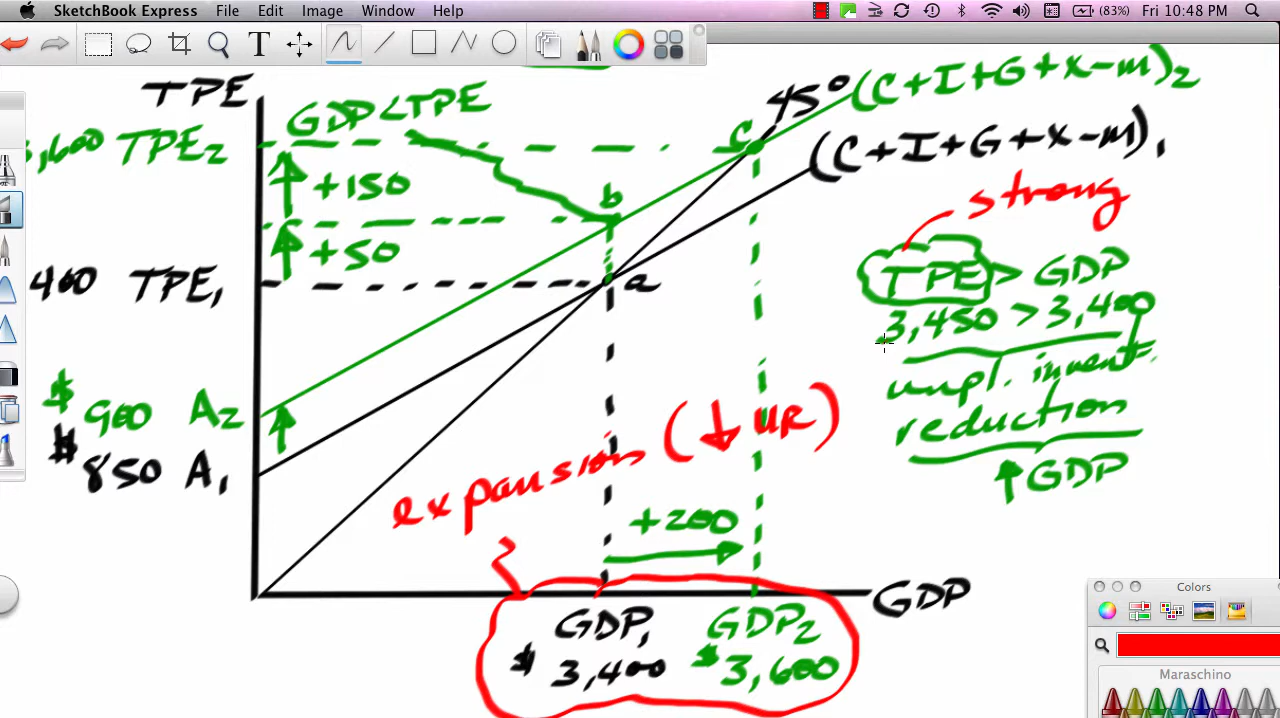 SketchBook Express File Edit Image Window Help (83%) Fri 10:48 PM
T
TPE
GDP<TPE
45°
(C+I+G+x-m)2
(C+I+G+x-m)1
,600 TPE2
c
+150
b
strong
+50
TPE > GDP
400 TPE1
a
3,450 > 3,400
unpl. invent.
reduction
↑GDP
$
900 A2
$
850 A1
expansion (↓UR)
+200
GDP
GDP1 GDP2
$ 3,400 $ 3,600
Colors
Maraschino